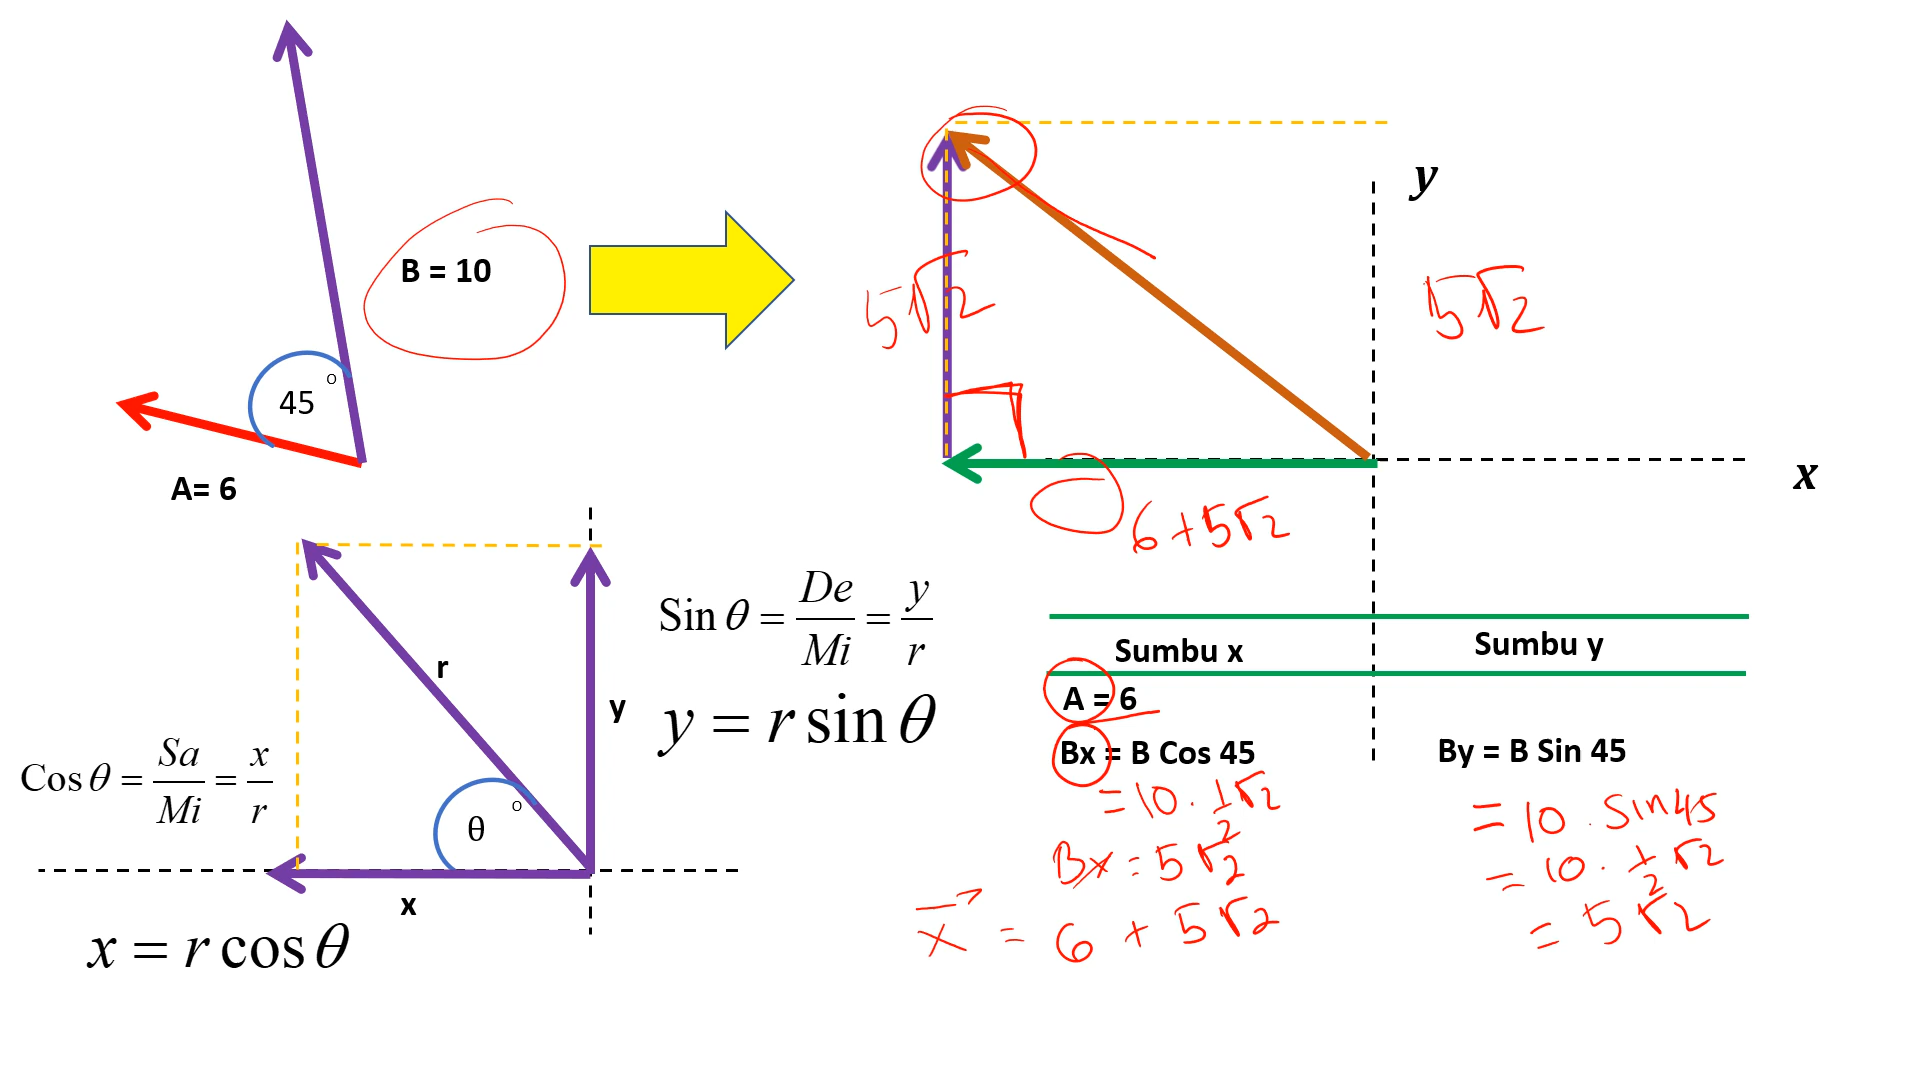 B = 10
45°
A= 6
y
x
5√2
5√2
6 + 5√2
r
y
θ°
x
Sin θ = De/Mi = y/r
y = r sin θ
Cos θ = Sa/Mi = x/r
x = r cos θ
Sumbu x
Sumbu y
A = 6
Bx = B Cos 45
= 10 . 1/2 √2
Bx = 5√2
x⃗ = 6 + 5√2
By = B Sin 45
= 10 . Sin 45
= 10 . 1/2 √2
= 5√2